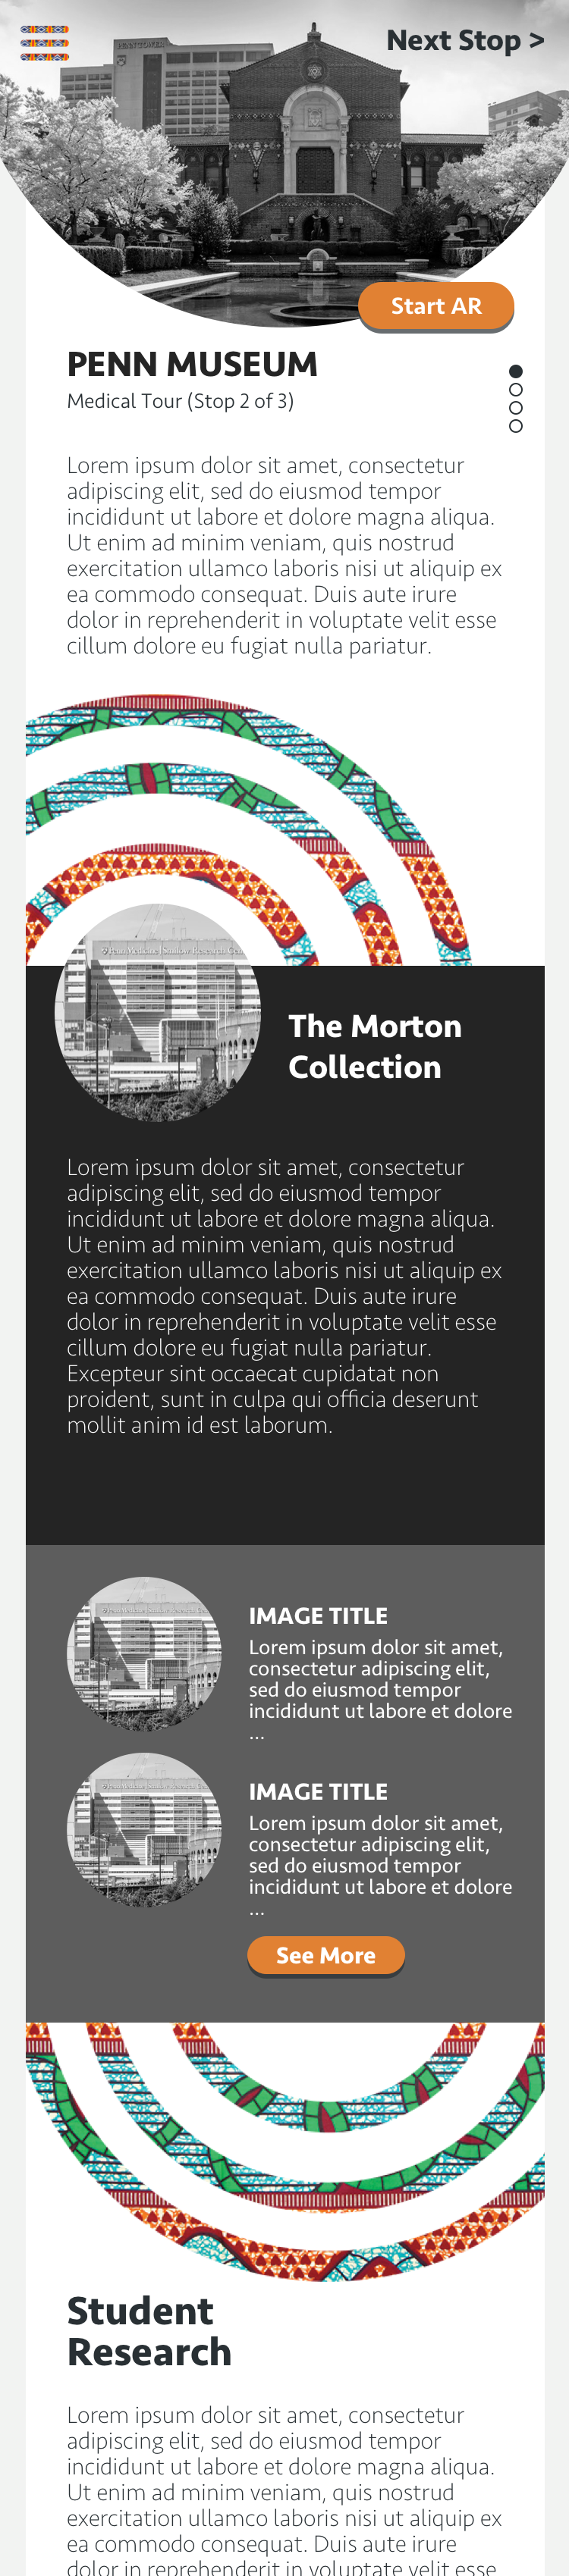 Next Stop >
PENN TOWER
Start AR
PENN MUSEUM
Medical Tour (Stop 2 of 3)
Lorem ipsum dolor sit amet, consectetur
adipiscing elit, sed do eiusmod tempor
incididunt ut labore et dolore magna aliqua.
Ut enim ad minim veniam, quis nostrud
exercitation ullamco laboris nisi ut aliquip ex
ea commodo consequat. Duis aute irure
dolor in reprehenderit in voluptate velit esse
cillum dolore eu fugiat nulla pariatur.
The Morton
Collection
Lorem ipsum dolor sit amet, consectetur
adipiscing elit, sed do eiusmod tempor
incididunt ut labore et dolore magna aliqua.
Ut enim ad minim veniam, quis nostrud
exercitation ullamco laboris nisi ut aliquip ex
ea commodo consequat. Duis aute irure
dolor in reprehenderit in voluptate velit esse
cillum dolore eu fugiat nulla pariatur.
Excepteur sint occaecat cupidatat non
proident, sunt in culpa qui officia deserunt
mollit anim id est laborum.
IMAGE TITLE
Lorem ipsum dolor sit amet,
consectetur adipiscing elit,
sed do eiusmod tempor
incididunt ut labore et dolore
...
IMAGE TITLE
Lorem ipsum dolor sit amet,
consectetur adipiscing elit,
sed do eiusmod tempor
incididunt ut labore et dolore
...
See More
Student
Research
Lorem ipsum dolor sit amet, consectetur
adipiscing elit, sed do eiusmod tempor
incididunt ut labore et dolore magna aliqua.
Ut enim ad minim veniam, quis nostrud
exercitation ullamco laboris nisi ut aliquip ex
ea commodo consequat. Duis aute irure
dolor in reprehenderit in voluptate velit esse